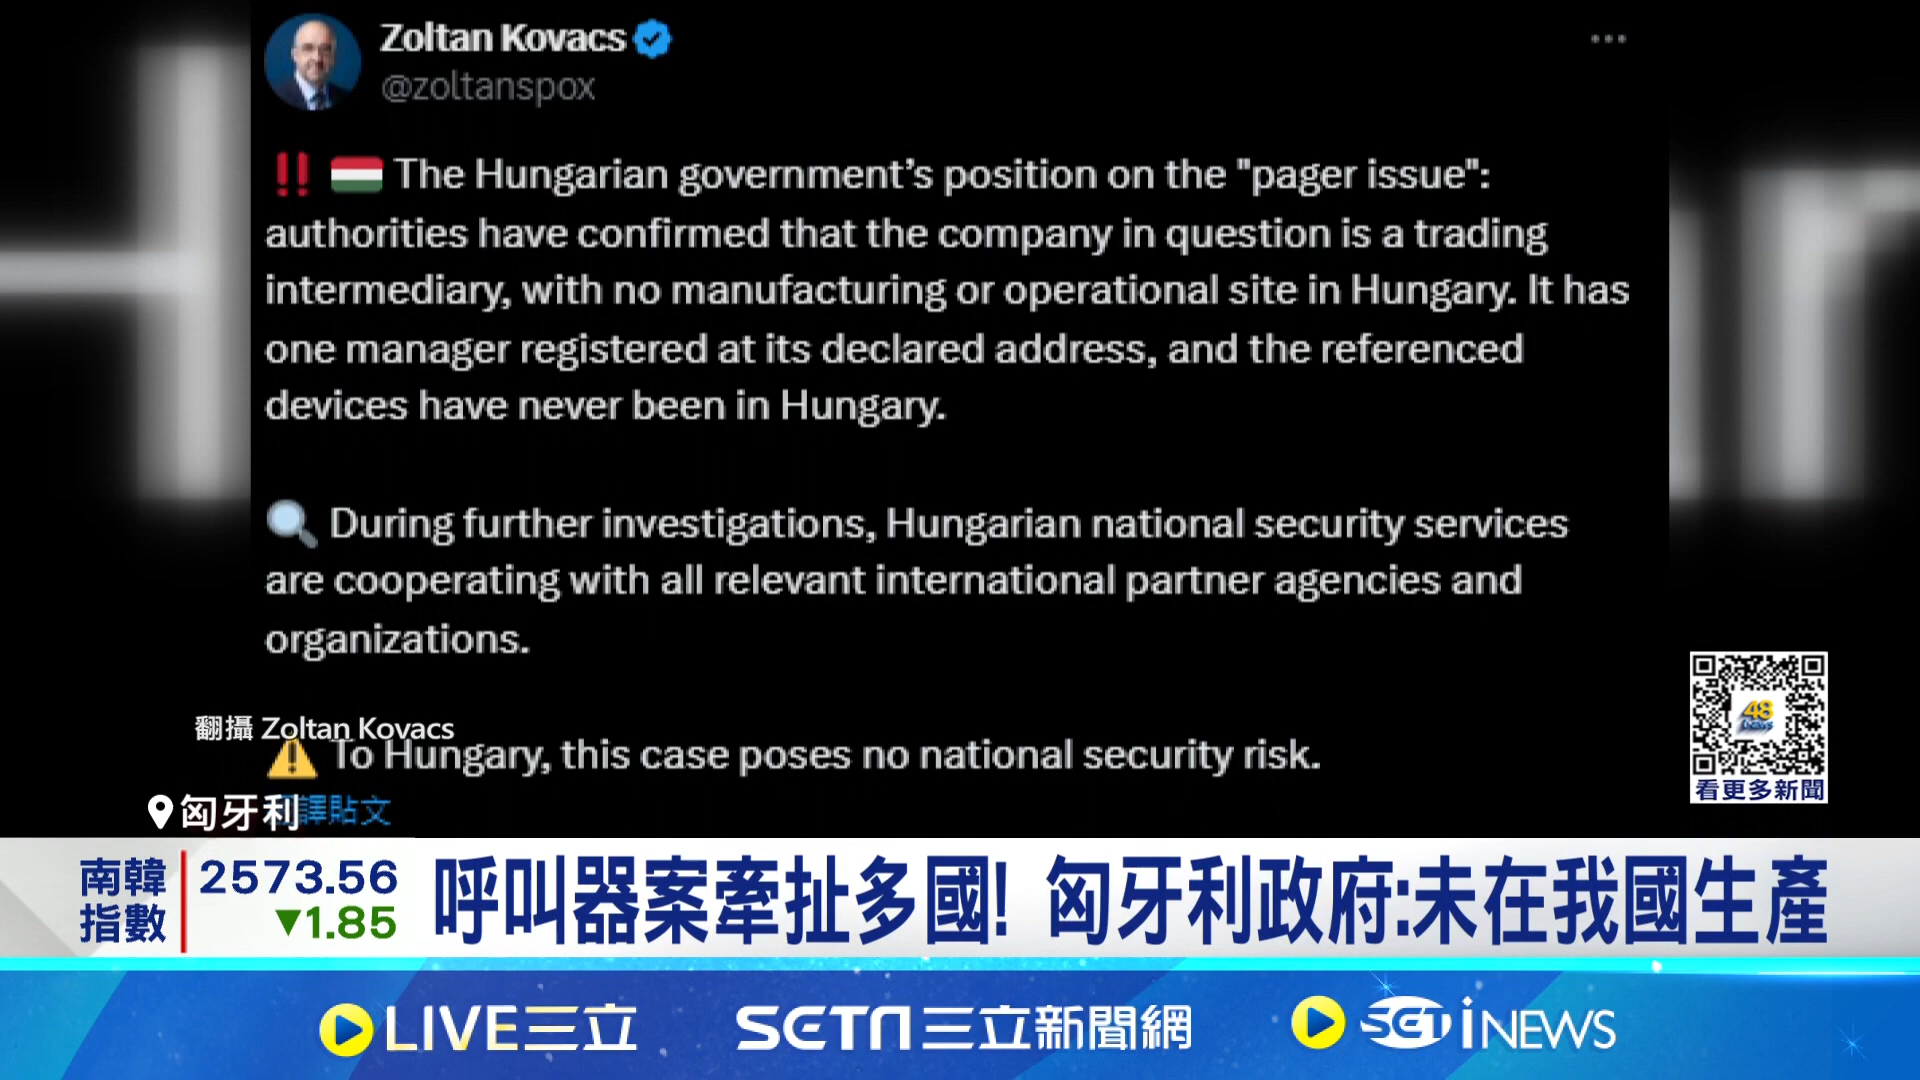 Zoltan Kovacs
@zoltanspox
‼️ 🇭🇺 The Hungarian government’s position on the "pager issue":
authorities have confirmed that the company in question is a trading
intermediary, with no manufacturing or operational site in Hungary. It has
one manager registered at its declared address, and the referenced
devices have never been in Hungary.
🔍 During further investigations, Hungarian national security services
are cooperating with all relevant international partner agencies and
organizations.
翻攝 Zoltan Kovacs
⚠️ To Hungary, this case poses no national security risk.
匈牙利
譯貼文
48
看更多新聞
南韓指數
2573.56
▼1.85
呼叫器案牽扯多國! 匈牙利政府:未在我國生產
LIVE三立
SETN三立新聞網
SET iNEWS